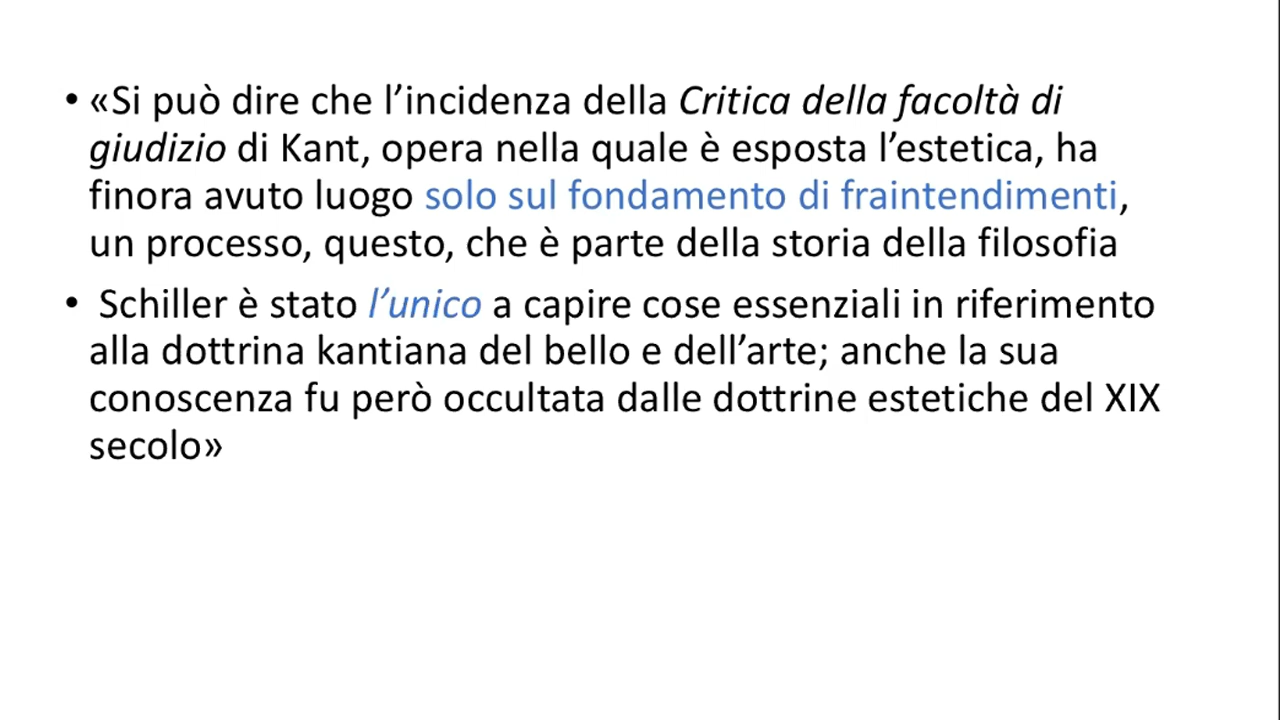 • «Si può dire che l’incidenza della Critica della facoltà di
giudizio di Kant, opera nella quale è esposta l’estetica, ha
finora avuto luogo solo sul fondamento di fraintendimenti,
un processo, questo, che è parte della storia della filosofia
• Schiller è stato l’unico a capire cose essenziali in riferimento
alla dottrina kantiana del bello e dell’arte; anche la sua
conoscenza fu però occultata dalle dottrine estetiche del XIX
secolo»